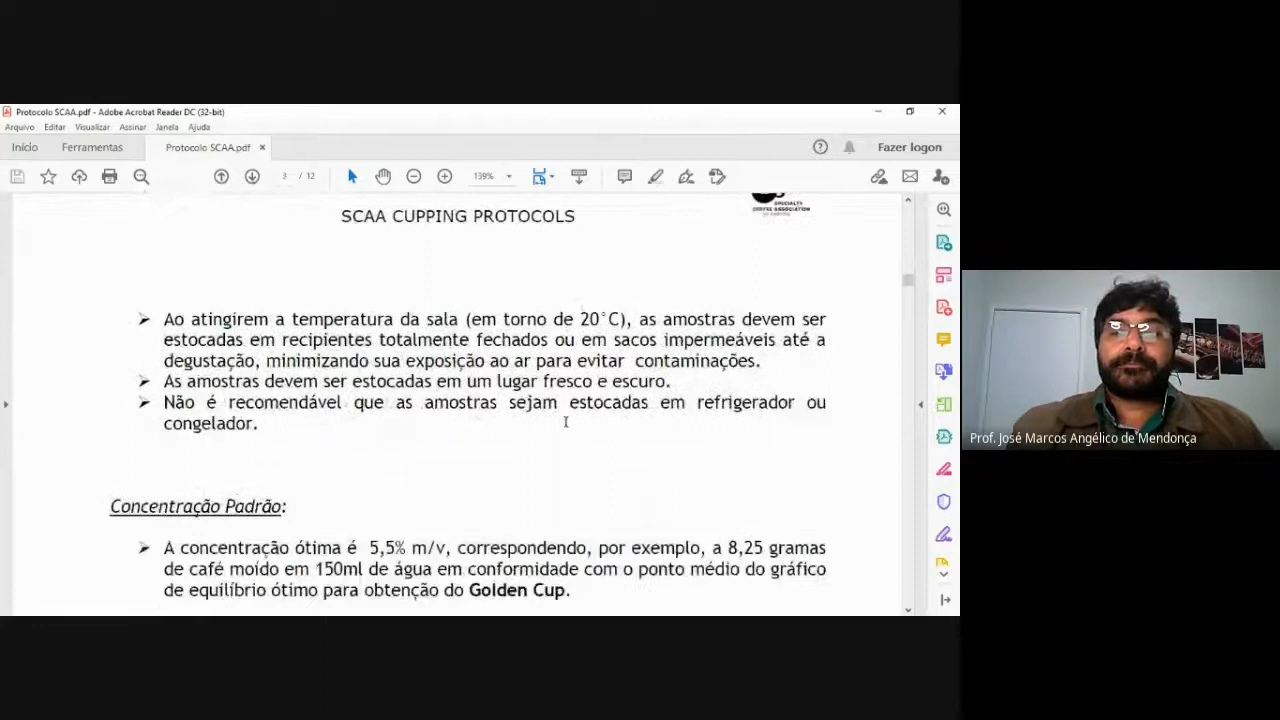 Protocolo SCAA.pdf - Adobe Acrobat Reader DC (32-bit)
Arquivo Editar Visualizar Assinar Janela Ajuda
Início Ferramentas Protocolo SCAA.pdf × Fazer logon
3 / 12 139%
SPECIALTY
COFFEE ASSOCIATION
SCAA CUPPING PROTOCOLS
➢ Ao atingirem a temperatura da sala (em torno de 20°C), as amostras devem ser
estocadas em recipientes totalmente fechados ou em sacos impermeáveis até a
degustação, minimizando sua exposição ao ar para evitar contaminações.
➢ As amostras devem ser estocadas em um lugar fresco e escuro.
➢ Não é recomendável que as amostras sejam estocadas em refrigerador ou
congelador.
Concentração Padrão:
➢ A concentração ótima é 5,5% m/v, correspondendo, por exemplo, a 8,25 gramas
de café moído em 150ml de água em conformidade com o ponto médio do gráfico
de equilíbrio ótimo para obtenção do Golden Cup.
Prof. José Marcos Angélico de Mendonça